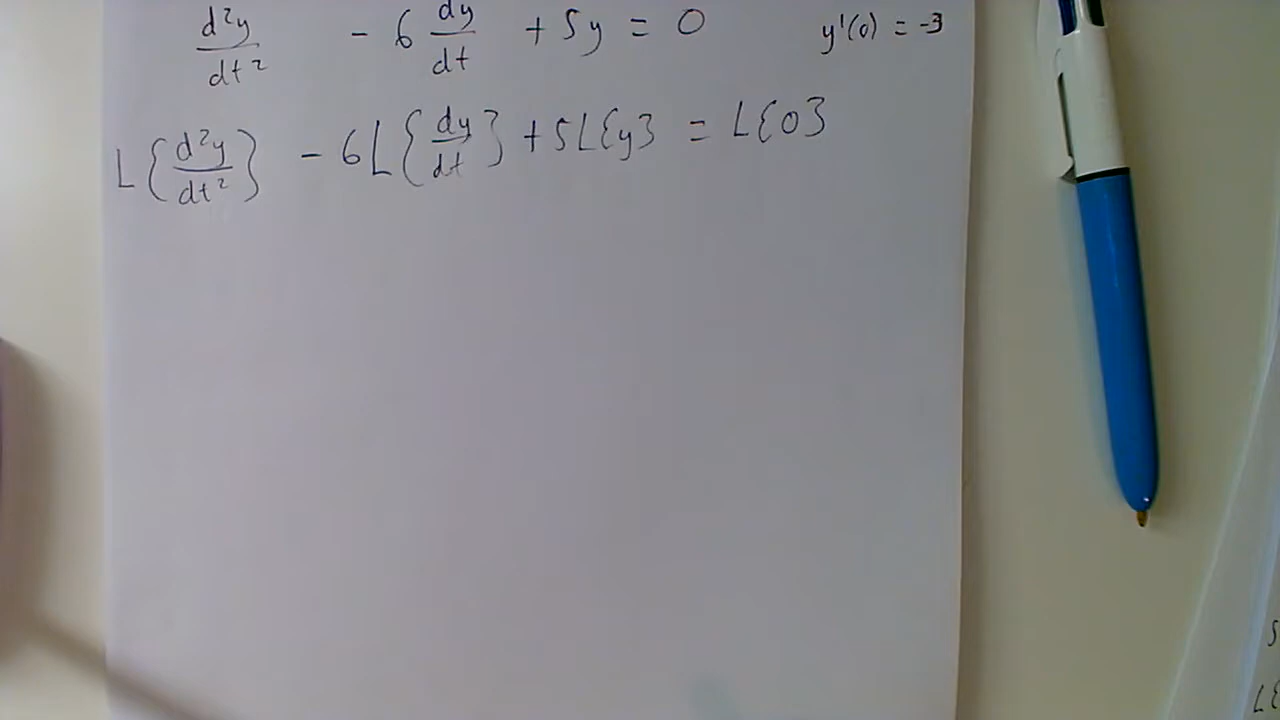 d²y/dt² - 6 dy/dt + 5y = 0 y'(0) = -3
L{d²y/dt²} - 6L{dy/dt} + 5L{y} = L{0}
S
L{